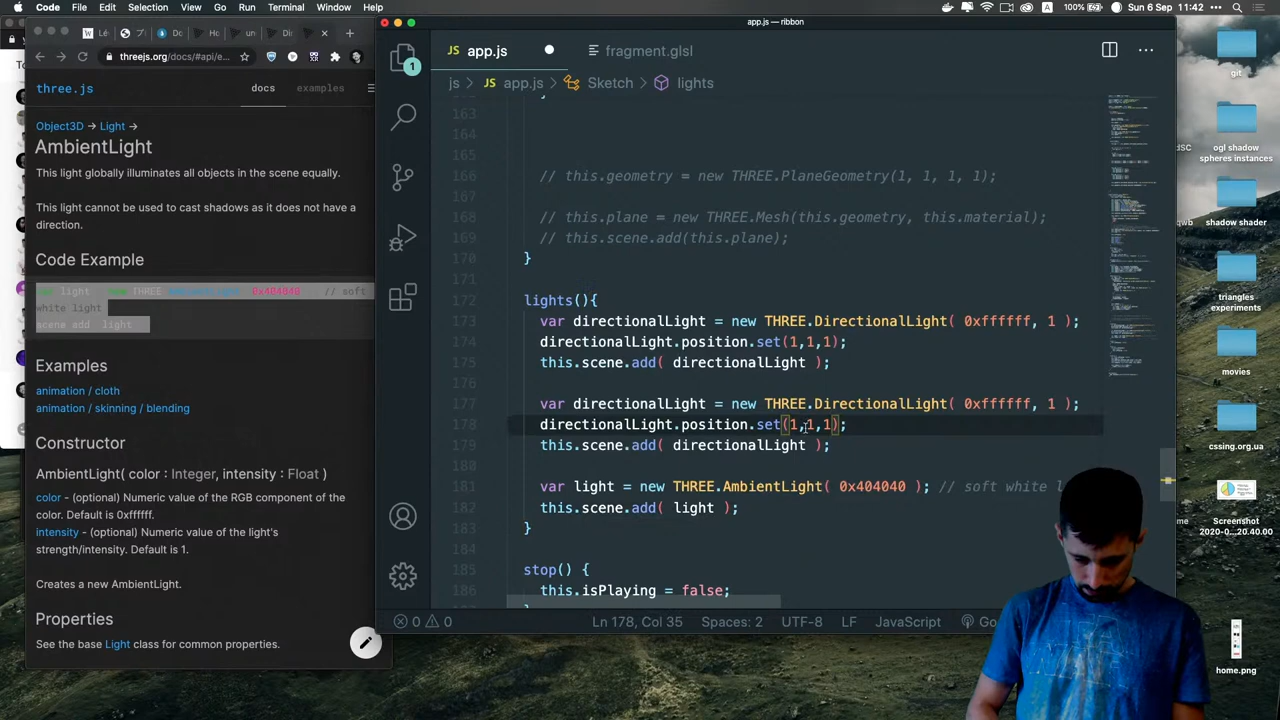 Code File Edit Selection View Go Run Terminal Window Help
100% Sun 6 Sep 11:42
app.js — ribbon
threejs.org/docs/#api/e...
three.js
docs
examples
Object3D → Light →
AmbientLight
This light globally illuminates all objects in the scene equally.
This light cannot be used to cast shadows as it does not have a
direction.
Code Example
light THREE 0x404040 // soft
white light
scene add light
Examples
animation / cloth
animation / skinning / blending
Constructor
AmbientLight( color : Integer, intensity : Float )
color - (optional) Numeric value of the RGB component of the
color. Default is 0xffffff.
intensity - (optional) Numeric value of the light's
strength/intensity. Default is 1.
Creates a new AmbientLight.
Properties
See the base Light class for common properties.
JS app.js
fragment.glsl
js > JS app.js > Sketch > lights
1
163
164
165
166 // this.geometry = new THREE.PlaneGeometry(1, 1, 1, 1);
167
168 // this.plane = new THREE.Mesh(this.geometry, this.material);
169 // this.scene.add(this.plane);
170 }
171
172 lights(){
173 var directionalLight = new THREE.DirectionalLight( 0xffffff, 1 );
174 directionalLight.position.set(1,1,1);
175 this.scene.add( directionalLight );
176
177 var directionalLight = new THREE.DirectionalLight( 0xffffff, 1 );
178 directionalLight.position.set(1,1,1);
179 this.scene.add( directionalLight );
180
181 var light = new THREE.AmbientLight( 0x404040 ); // soft white l
182 this.scene.add( light );
183 }
184
185 stop() {
186 this.isPlaying = false;
0 0
Ln 178, Col 35
Spaces: 2
UTF-8
LF
JavaScript
Go
git
ogl shadow
spheres instances
shadow shader
triangles
experiments
movies
cssing.org.ua
Screenshot
2020-0...20.40.00
home.png